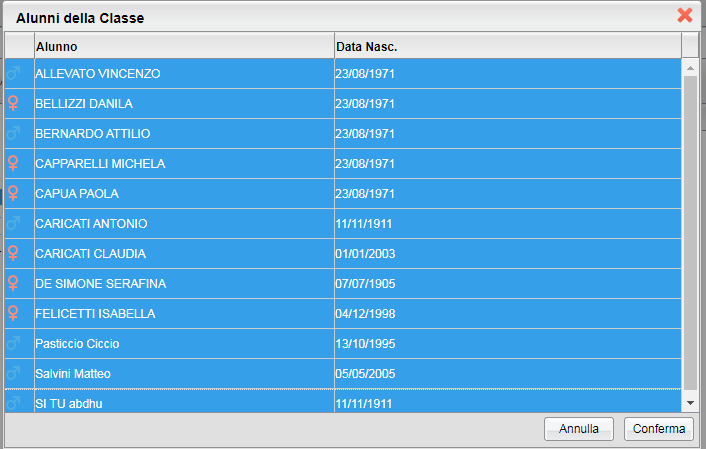 Alunni della Classe
Alunno Data Nasc.
ALLEVATO VINCENZO 23/08/1971
BELLIZZI DANILA 23/08/1971
BERNARDO ATTILIO 23/08/1971
CAPPARELLI MICHELA 23/08/1971
CAPUA PAOLA 23/08/1971
CARICATI ANTONIO 11/11/1911
CARICATI CLAUDIA 01/01/2003
DE SIMONE SERAFINA 07/07/1905
FELICETTI ISABELLA 04/12/1998
Pasticcio Ciccio 13/10/1995
Salvini Matteo 05/05/2005
SI TU abdhu 11/11/1911
Annulla Conferma